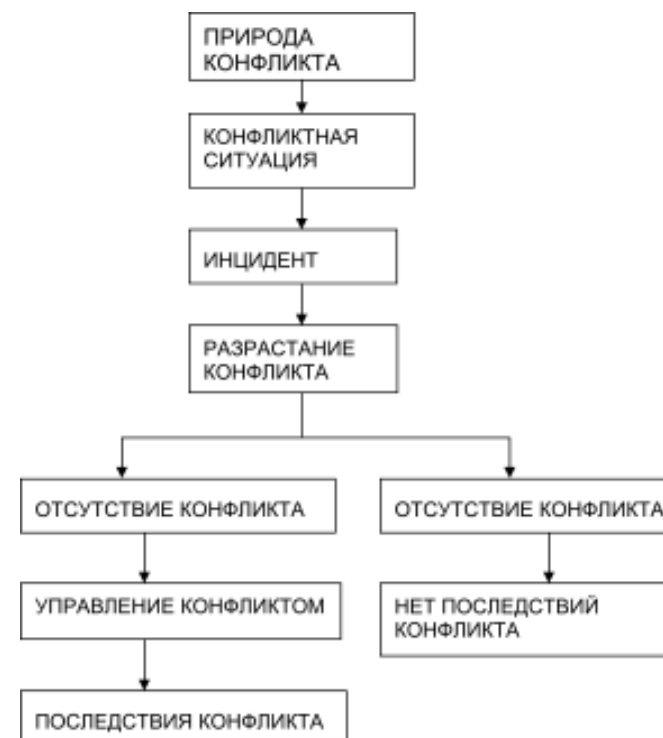 ПРИРОДА
КОНФЛИКТА
КОНФЛИКТНАЯ
СИТУАЦИЯ
ИНЦИДЕНТ
РАЗРАСТАНИЕ
КОНФЛИКТА
ОТСУТСТВИЕ КОНФЛИКТА
ОТСУТСТВИЕ КОНФЛИКТА
УПРАВЛЕНИЕ КОНФЛИКТОМ
НЕТ ПОСЛЕДСТВИЙ
КОНФЛИКТА
ПОСЛЕДСТВИЯ КОНФЛИКТА